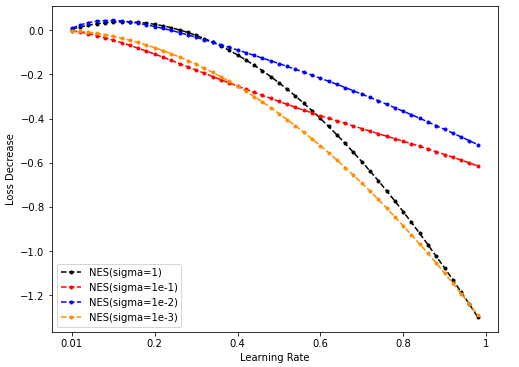 0.0
−0.2
−0.4
−0.6
−0.8
−1.0
−1.2
Loss Decrease
NES(sigma=1)
NES(sigma=1e-1)
NES(sigma=1e-2)
NES(sigma=1e-3)
0.01 0.2 0.4 0.6 0.8 1
Learning Rate